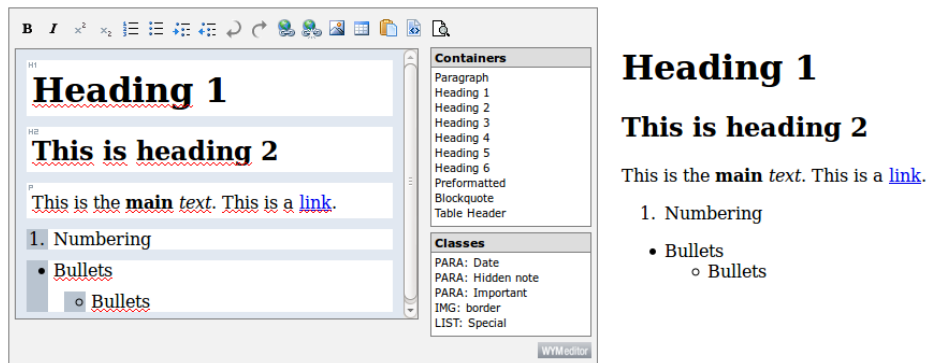 B I x² x₂
H1
Heading 1
H2
This is heading 2
P
This is the main text. This is a link.
1. Numbering
• Bullets
○ Bullets
Containers
Paragraph
Heading 1
Heading 2
Heading 3
Heading 4
Heading 5
Heading 6
Preformatted
Blockquote
Table Header
Classes
PARA: Date
PARA: Hidden note
PARA: Important
IMG: border
LIST: Special
WYMeditor
Heading 1
This is heading 2
This is the main text. This is a link.
1. Numbering
• Bullets
○ Bullets